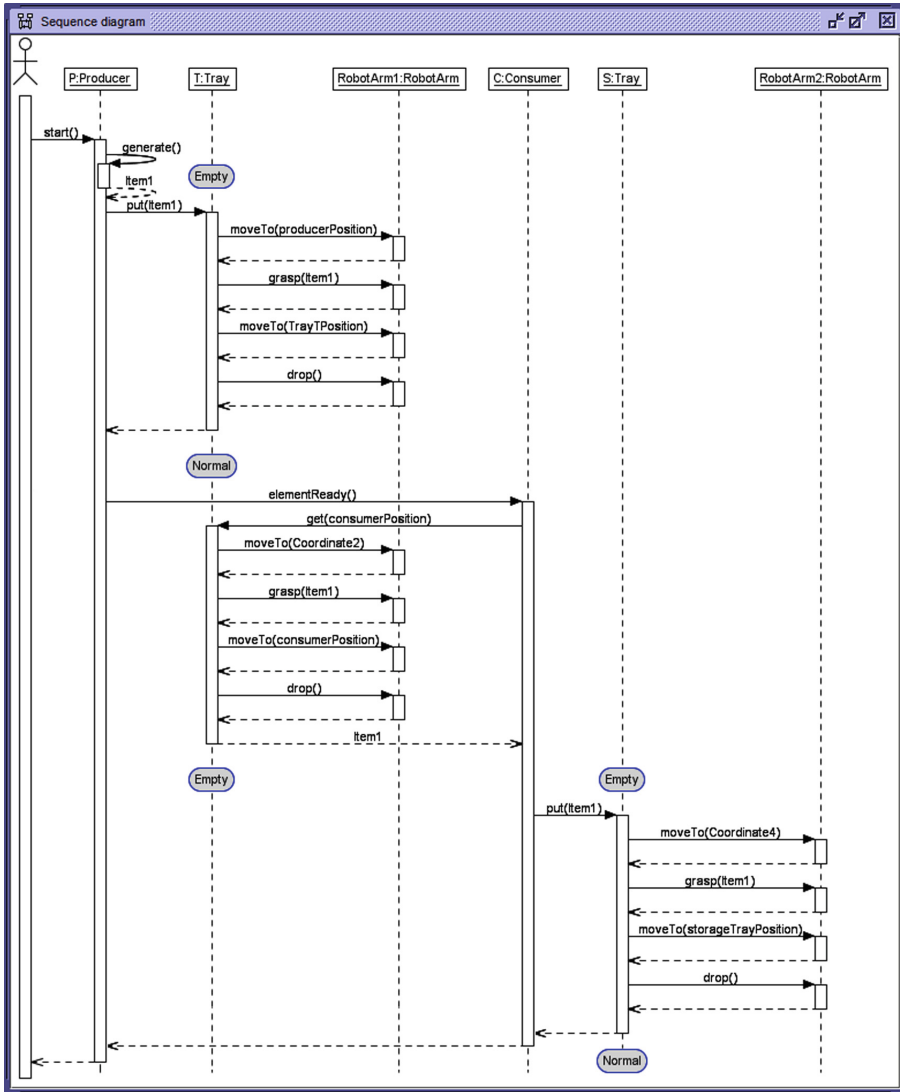 Sequence diagram
P:Producer
T:Tray
RobotArm1:RobotArm
C:Consumer
S:Tray
RobotArm2:RobotArm
start()
generate()
Item1
Empty
put(Item1)
moveTo(producerPosition)
grasp(Item1)
moveTo(TrayTPosition)
drop()
Normal
elementReady()
get(consumerPosition)
moveTo(Coordinate2)
grasp(Item1)
moveTo(consumerPosition)
drop()
Item1
Empty
Empty
put(Item1)
moveTo(Coordinate4)
grasp(Item1)
moveTo(storageTrayPosition)
drop()
Normal